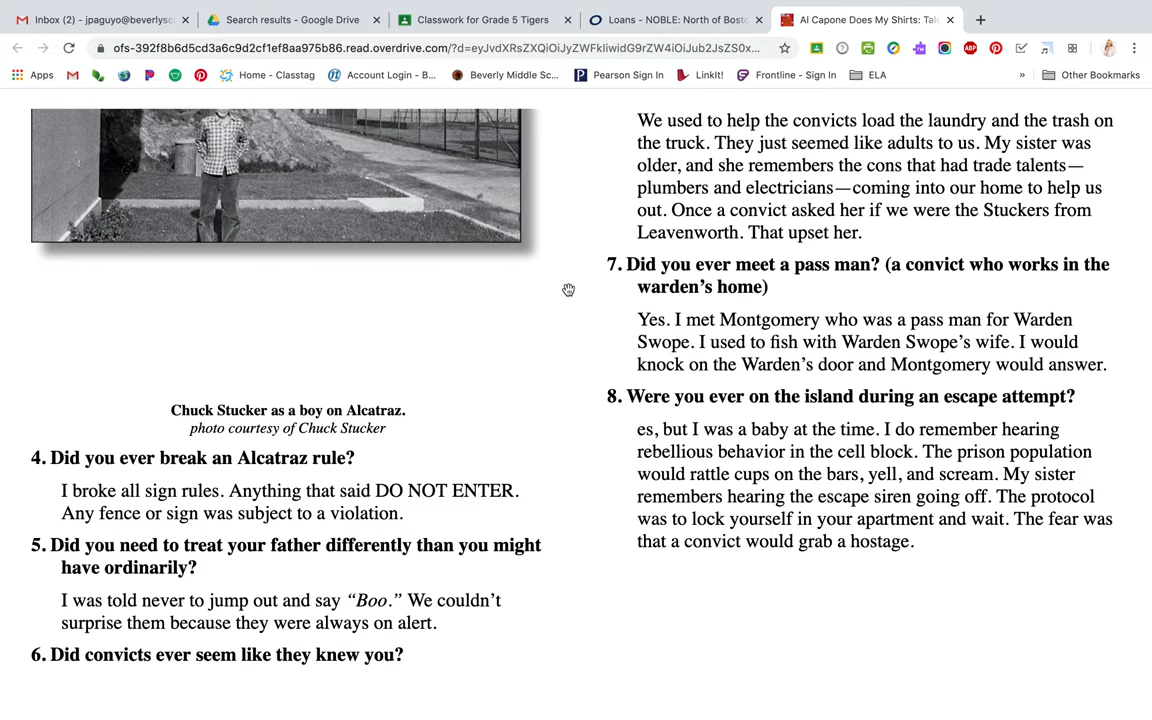 Inbox (2) - jpaguyo@beverlysc
Search results - Google Drive
Classwork for Grade 5 Tigers
Loans - NOBLE: North of Bosto
Al Capone Does My Shirts: Tale
ofs-392f8b6d5cd3a6c9d2cf1ef8aa975b86.read.overdrive.com/?d=eyJvdXRsZXQiOiJyZWFkIiwidG9rZW4iOiJub2JsZS0x...
Apps
Home - Classtag
Account Login - B...
Beverly Middle Sc...
Pearson Sign In
LinkIt!
Frontline - Sign In
ELA
»
Other Bookmarks
Chuck Stucker as a boy on Alcatraz.
photo courtesy of Chuck Stucker
4. Did you ever break an Alcatraz rule?
I broke all sign rules. Anything that said DO NOT ENTER.
Any fence or sign was subject to a violation.
5. Did you need to treat your father differently than you might
have ordinarily?
I was told never to jump out and say “Boo.” We couldn’t
surprise them because they were always on alert.
6. Did convicts ever seem like they knew you?
We used to help the convicts load the laundry and the trash on
the truck. They just seemed like adults to us. My sister was
older, and she remembers the cons that had trade talents—
plumbers and electricians—coming into our home to help us
out. Once a convict asked her if we were the Stuckers from
Leavenworth. That upset her.
7. Did you ever meet a pass man? (a convict who works in the
warden’s home)
Yes. I met Montgomery who was a pass man for Warden
Swope. I used to fish with Warden Swope’s wife. I would
knock on the Warden’s door and Montgomery would answer.
8. Were you ever on the island during an escape attempt?
es, but I was a baby at the time. I do remember hearing
rebellious behavior in the cell block. The prison population
would rattle cups on the bars, yell, and scream. My sister
remembers hearing the escape siren going off. The protocol
was to lock yourself in your apartment and wait. The fear was
that a convict would grab a hostage.